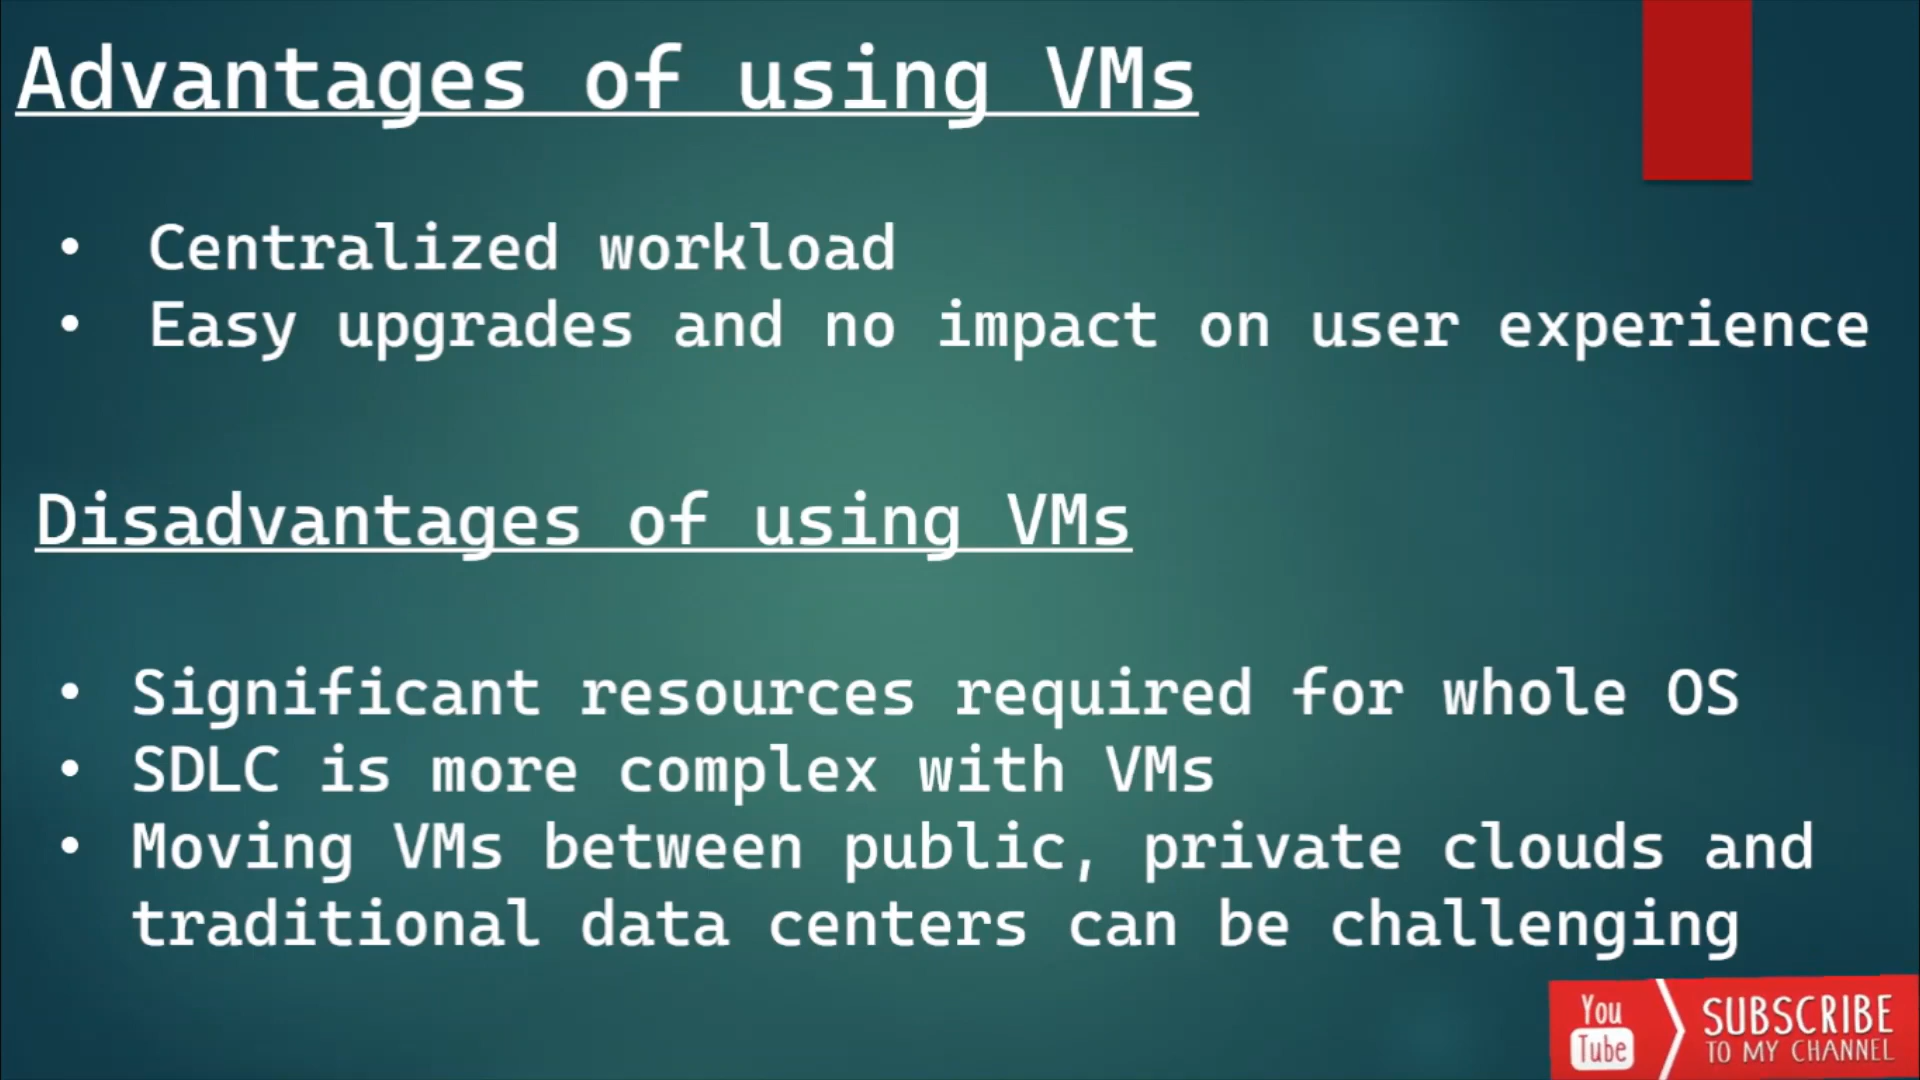 Advantages of using VMs
• Centralized workload
• Easy upgrades and no impact on user experience
Disadvantages of using VMs
• Significant resources required for whole OS
• SDLC is more complex with VMs
• Moving VMs between public, private clouds and
traditional data centers can be challenging
You
Tube
SUBSCRIBE
TO MY CHANNEL